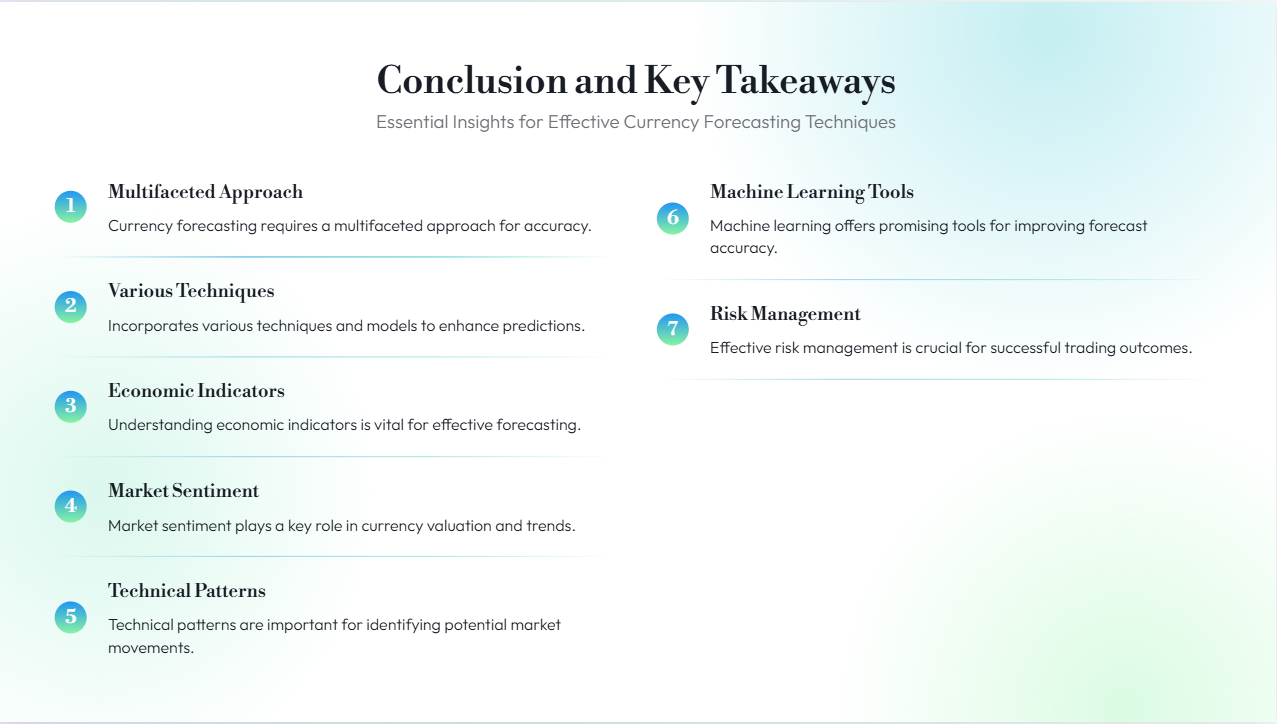 Conclusion and Key Takeaways
Essential Insights for Effective Currency Forecasting Techniques
1
Multifaceted Approach
Currency forecasting requires a multifaceted approach for accuracy.
2
Various Techniques
Incorporates various techniques and models to enhance predictions.
3
Economic Indicators
Understanding economic indicators is vital for effective forecasting.
4
Market Sentiment
Market sentiment plays a key role in currency valuation and trends.
5
Technical Patterns
Technical patterns are important for identifying potential market
movements.
6
Machine Learning Tools
Machine learning offers promising tools for improving forecast
accuracy.
7
Risk Management
Effective risk management is crucial for successful trading outcomes.